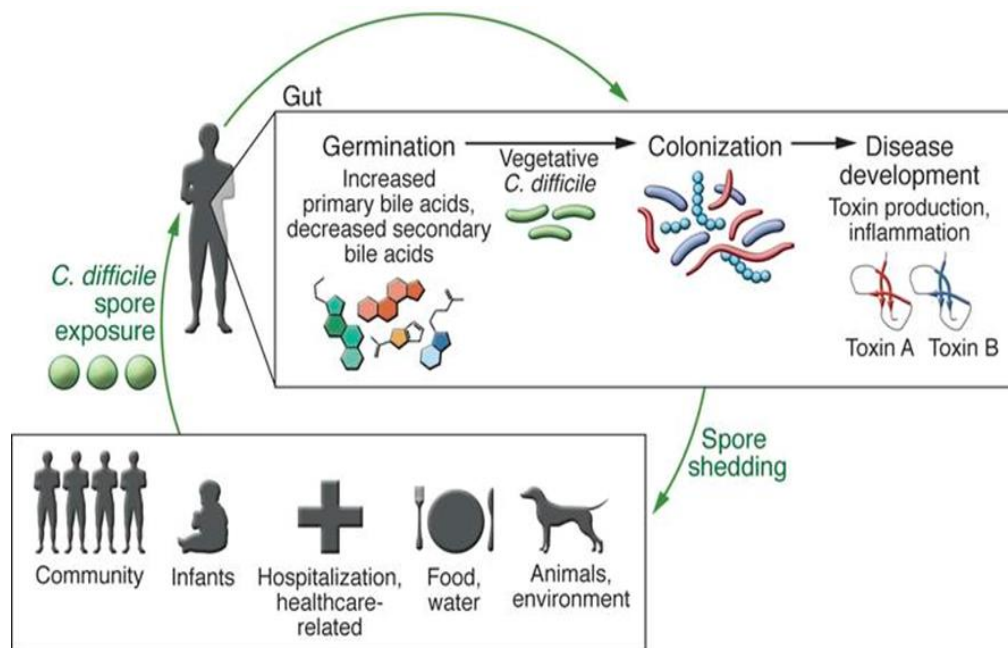 Gut
Germination
Increased
primary bile acids,
decreased secondary
bile acids
Vegetative
C. difficile
Colonization
Disease
development
Toxin production,
inflammation
Toxin A
Toxin B
C. difficile
spore
exposure
Spore
shedding
Community
Infants
Hospitalization,
healthcare-
related
Food,
water
Animals,
environment